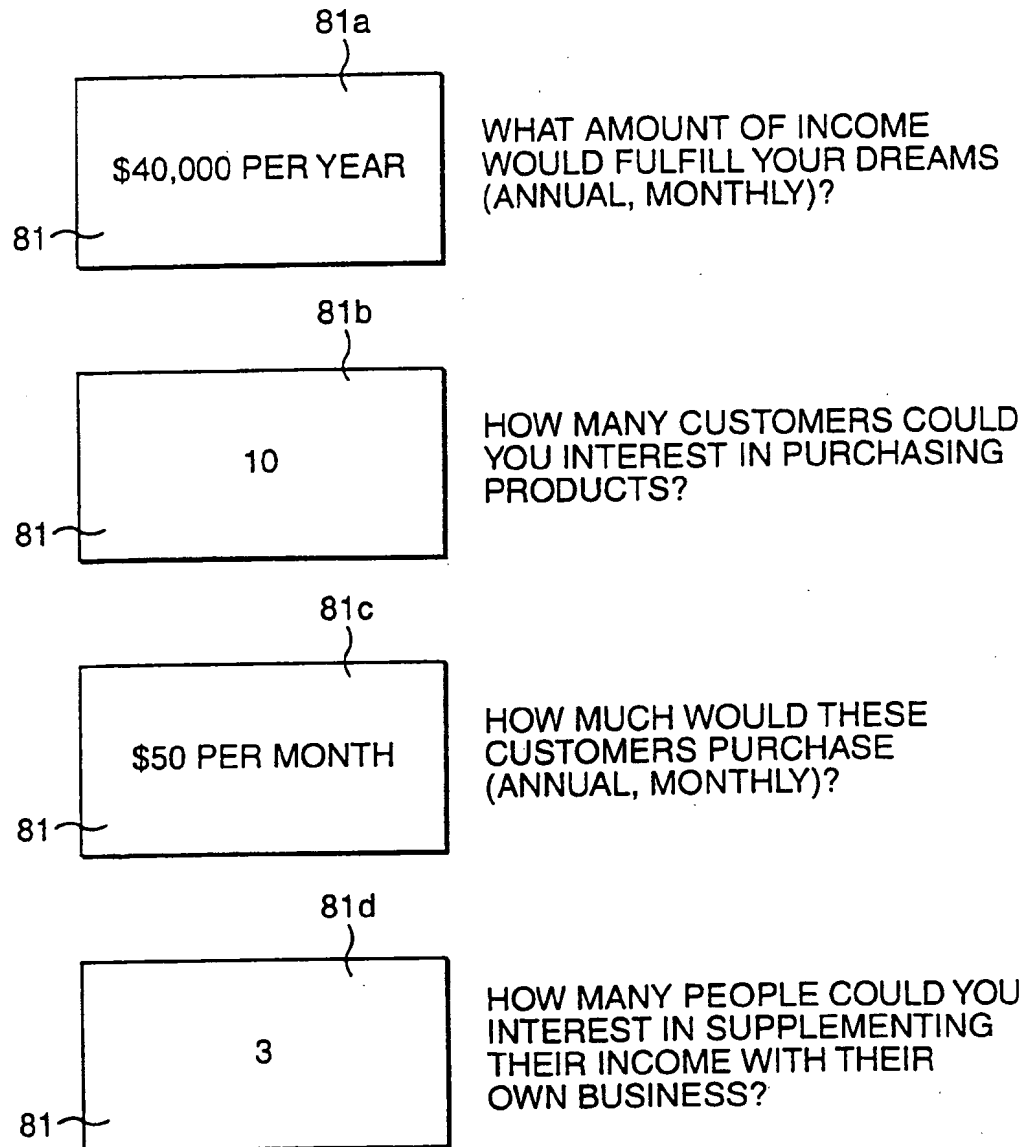 81a
$40,000 PER YEAR
81
WHAT AMOUNT OF INCOME
WOULD FULFILL YOUR DREAMS
(ANNUAL, MONTHLY)?
81b
10
81
HOW MANY CUSTOMERS COULD
YOU INTEREST IN PURCHASING
PRODUCTS?
81c
$50 PER MONTH
81
HOW MUCH WOULD THESE
CUSTOMERS PURCHASE
(ANNUAL, MONTHLY)?
81d
3
81
HOW MANY PEOPLE COULD YOU
INTEREST IN SUPPLEMENTING
THEIR INCOME WITH THEIR
OWN BUSINESS?